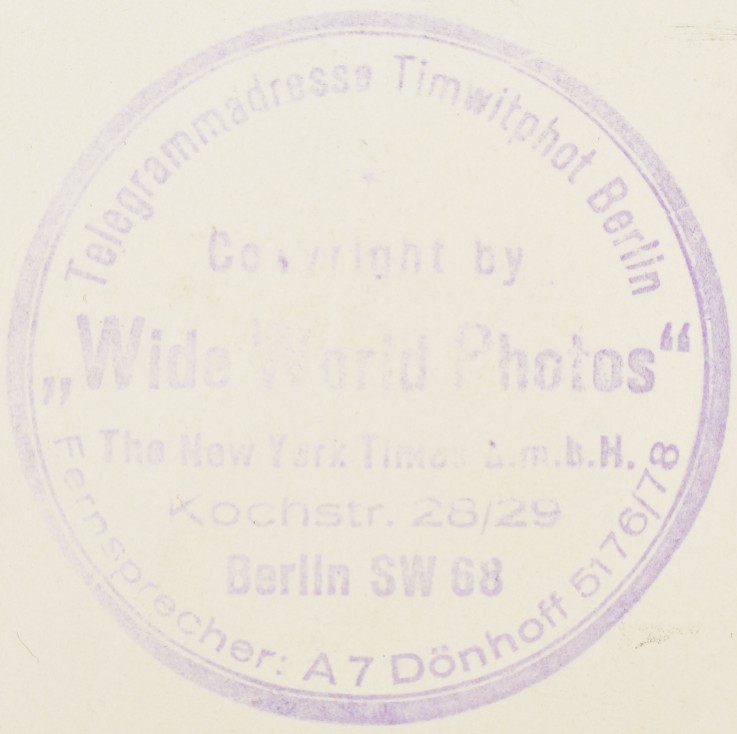 Telegrammadresse Timwitphot Berlin
Copyright by
„Wide World Photos“
The New York Times G.m.b.H.
Kochstr. 28/29
Berlin SW 68
Fernsprecher: A 7 Dönhoff 5176/78